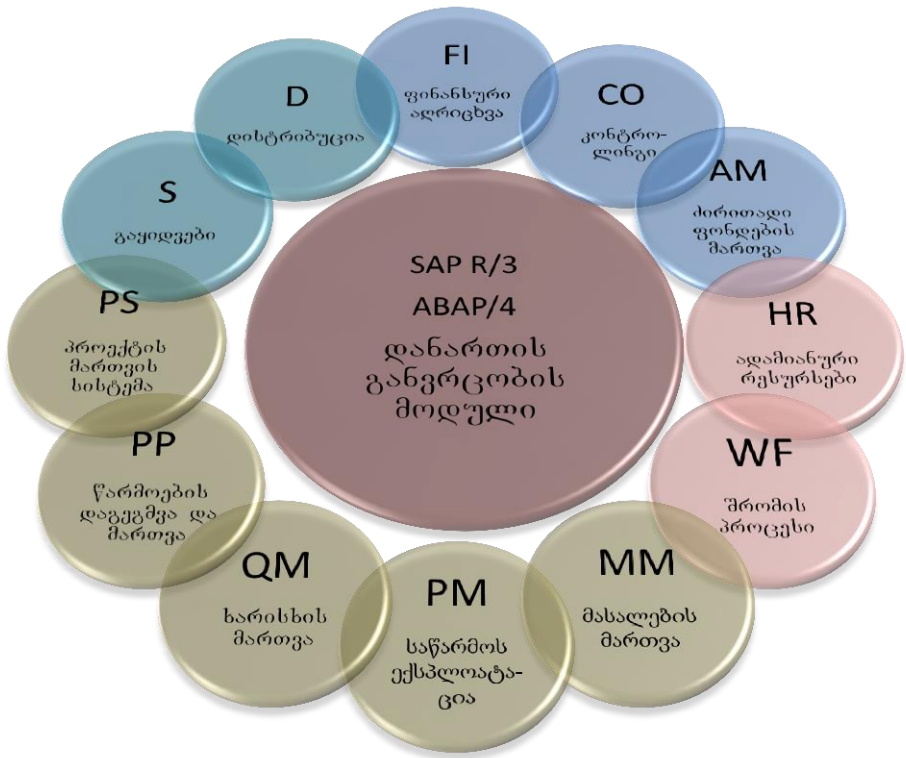 FI
ფინანსური
აღრიცხვა
CO
კონტრო-
ლინგი
AM
ძირითადი
ფონდების
მართვა
HR
ადამიანური
რესურსები
WF
შრომის
პროცესი
MM
მასალების
მართვა
PM
საწარმოს
ექსპლოატა-
ცია
QM
ხარისხის
მართვა
PP
წარმოების
დაგეგმვა და
მართვა
PS
პროექტის
მართვის
სისტემა
S
გაყიდვები
D
დისტრიბუცია
SAP R/3
ABAP/4
დანართის
განვრცობის
მოდული